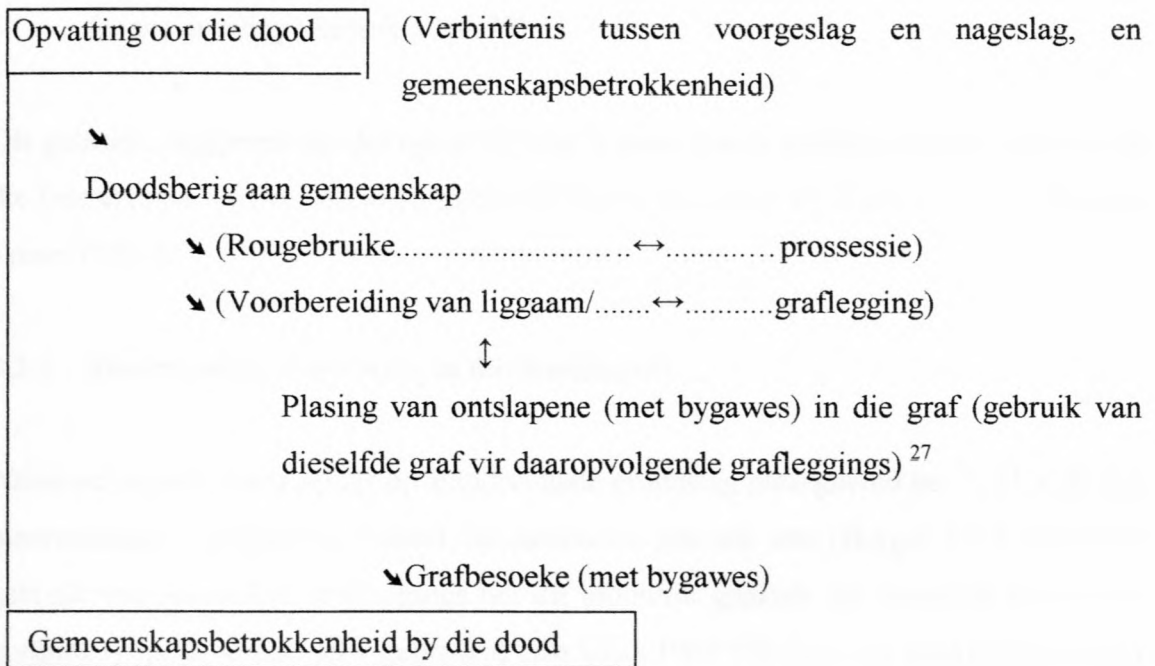 Opvatting oor die dood (Verbintenis tussen voorgeslag en nageslag, en
gemeenskapsbetrokkenheid)
➘
Doodsberig aan gemeenskap
➘ (Rougebruike............................↔.............prossessie)
➘ (Voorbereiding van liggaam/.......↔...........graflegging)
↕
Plasing van ontslapene (met bygawes) in die graf (gebruik van
dieselfde graf vir daaropvolgende grafleggings) 27
➘Grafbesoeke (met bygawes)
Gemeenskapsbetrokkenheid by die dood